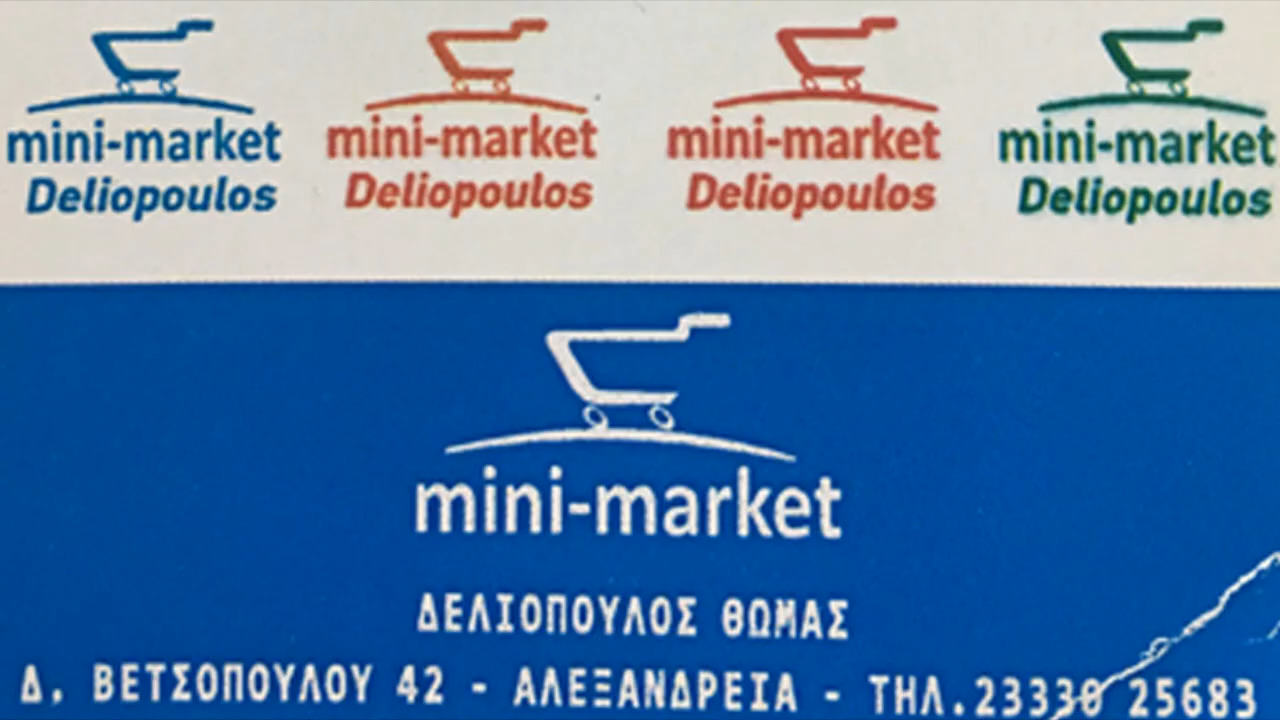 mini-market mini-market mini-market mini-market
Deliopoulos Deliopoulos Deliopoulos Deliopoulos
mini-market
ΔΕΛΙΟΠΟΥΛΟΣ ΘΩΜΑΣ
Δ. ΒΕΤΣΟΠΟΥΛΟΥ 42 - ΑΛΕΞΑΝΔΡΕΙΑ - ΤΗΛ.23330 25683